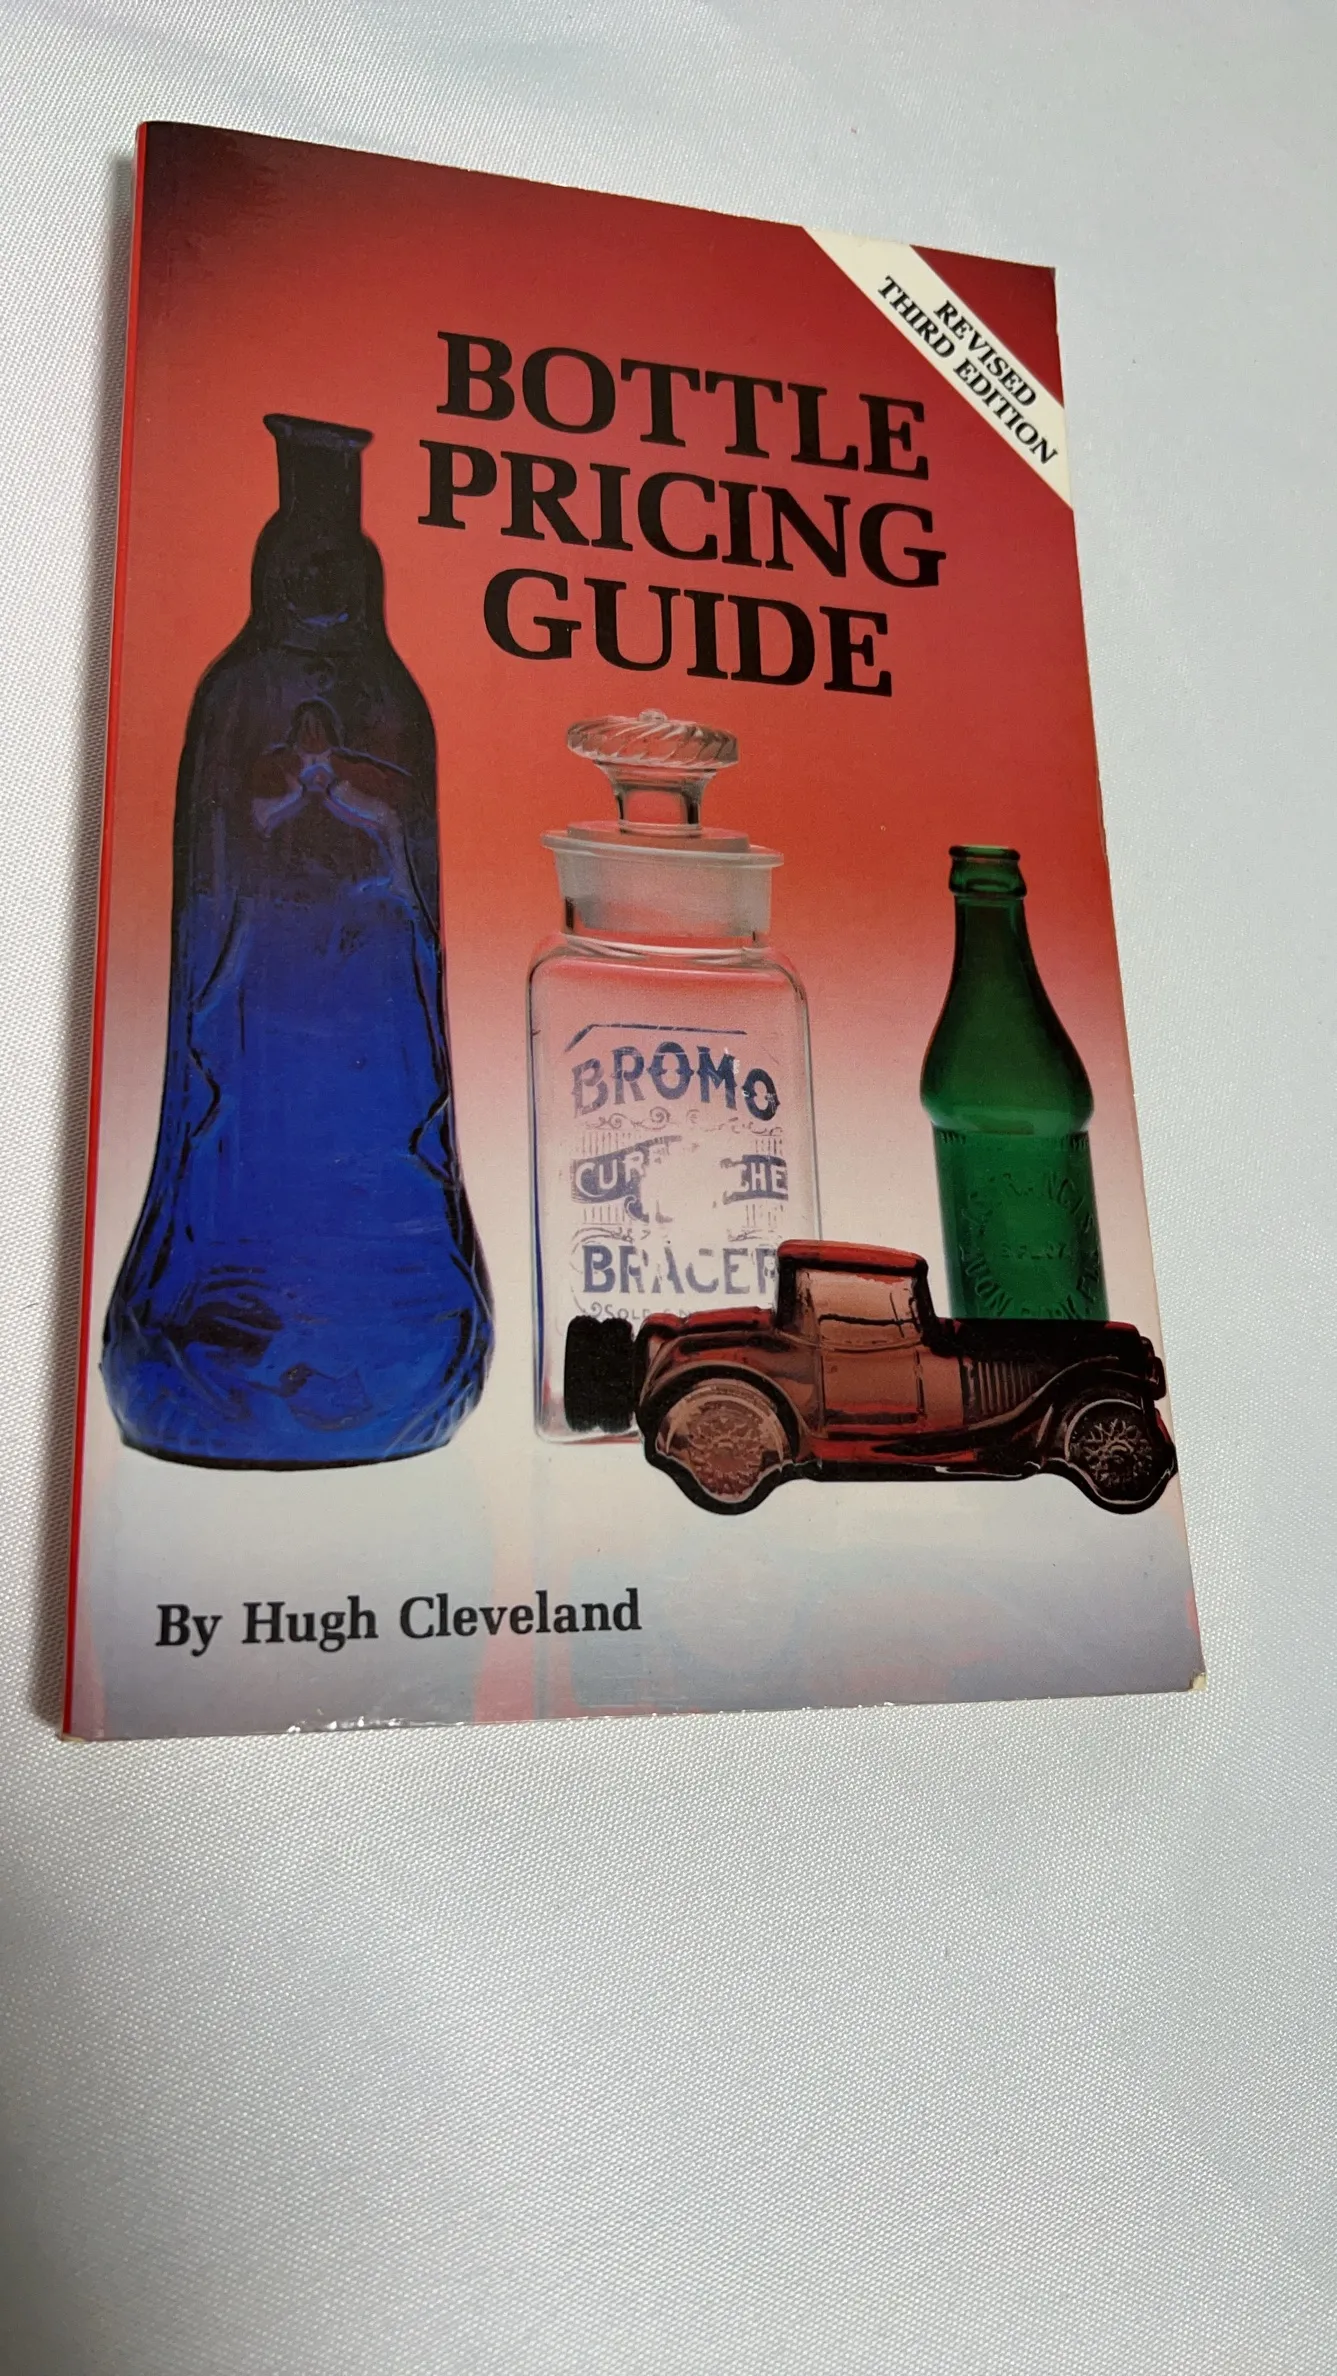 REVISED
THIRD EDITION
BOTTLE
PRICING
GUIDE
BROMO
BRACER
By Hugh Cleveland